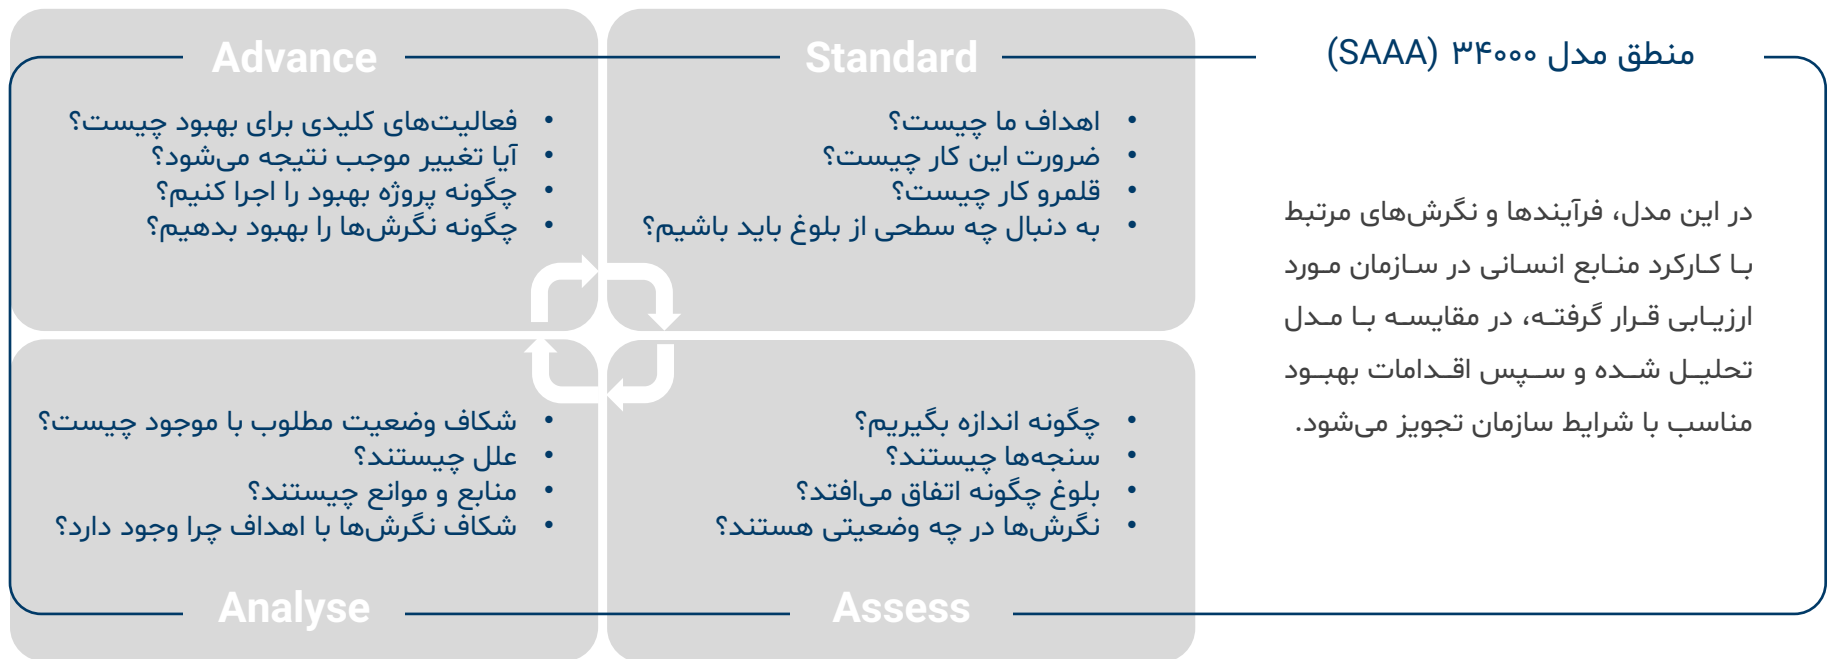 منطق مدل ۳۴۰۰۰ (SAAA)
در این مدل، فرآیندها و نگرش‌های مرتبط
با کارکرد منابع انسانی در سازمان مورد
ارزیابی قرار گرفته، در مقایسه با مدل
تحلیل شده و سپس اقدامات بهبود
مناسب با شرایط سازمان تجویز می‌شود.
Standard
• اهداف ما چیست؟
• ضرورت این کار چیست؟
• قلمرو کار چیست؟
• به دنبال چه سطحی از بلوغ باید باشیم؟
Advance
• فعالیت‌های کلیدی برای بهبود چیست؟
• آیا تغییر موجب نتیجه می‌شود؟
• چگونه پروژه بهبود را اجرا کنیم؟
• چگونه نگرش‌ها را بهبود بدهیم؟
• چگونه اندازه بگیریم؟
• سنجه‌ها چیستند؟
• بلوغ چگونه اتفاق می‌افتد؟
• نگرش‌ها در چه وضعیتی هستند؟
Assess
• شکاف وضعیت مطلوب با موجود چیست؟
• علل چیستند؟
• منابع و موانع چیستند؟
• شکاف نگرش‌ها با اهداف چرا وجود دارد؟
Analyse